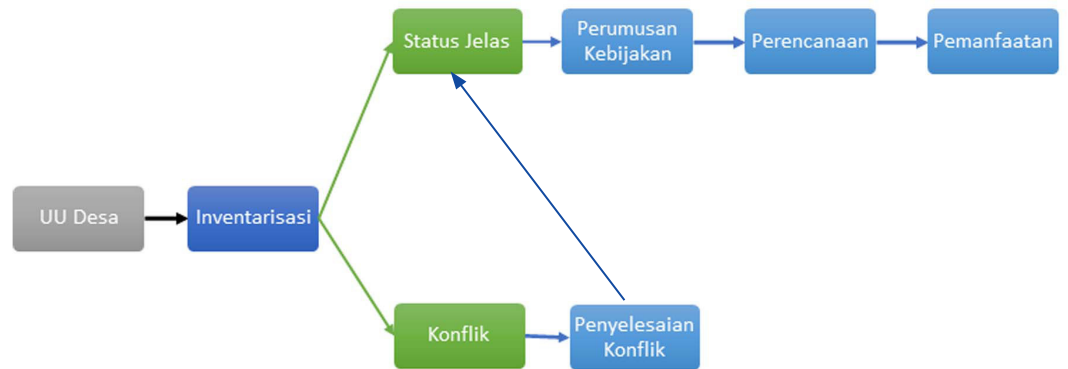 Status Jelas
Perumusan
Kebijakan
Perencanaan
Pemanfaatan
UU Desa
Inventarisasi
Konflik
Penyelesaian
Konflik